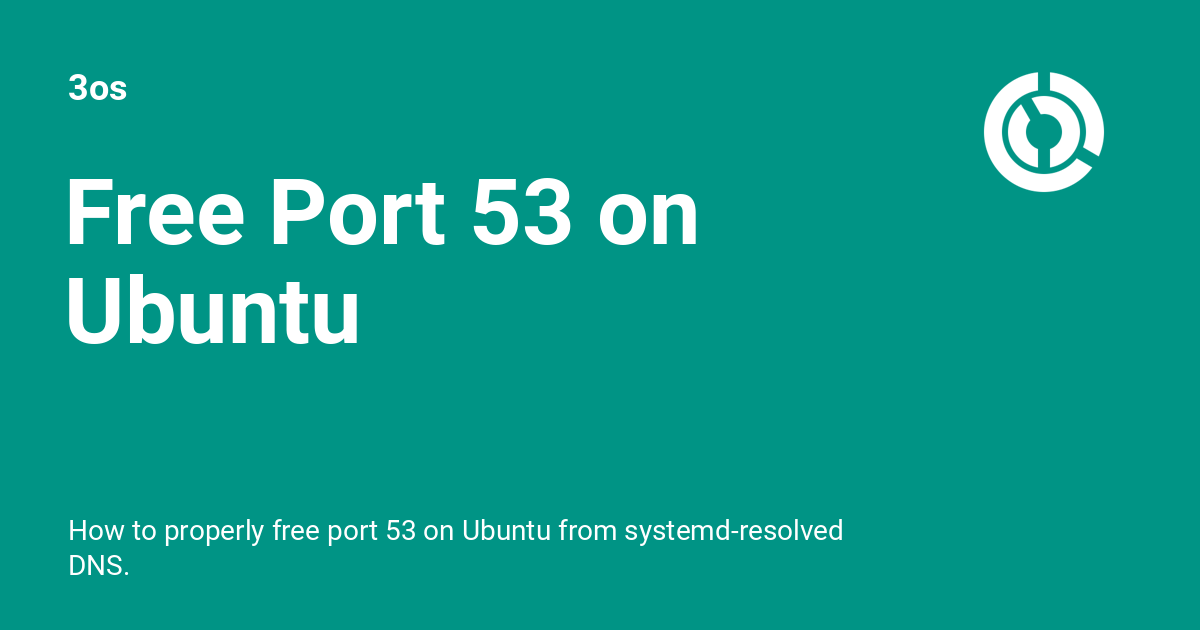 3os
Free Port 53 on
Ubuntu
How to properly free port 53 on Ubuntu from systemd-resolved
DNS.